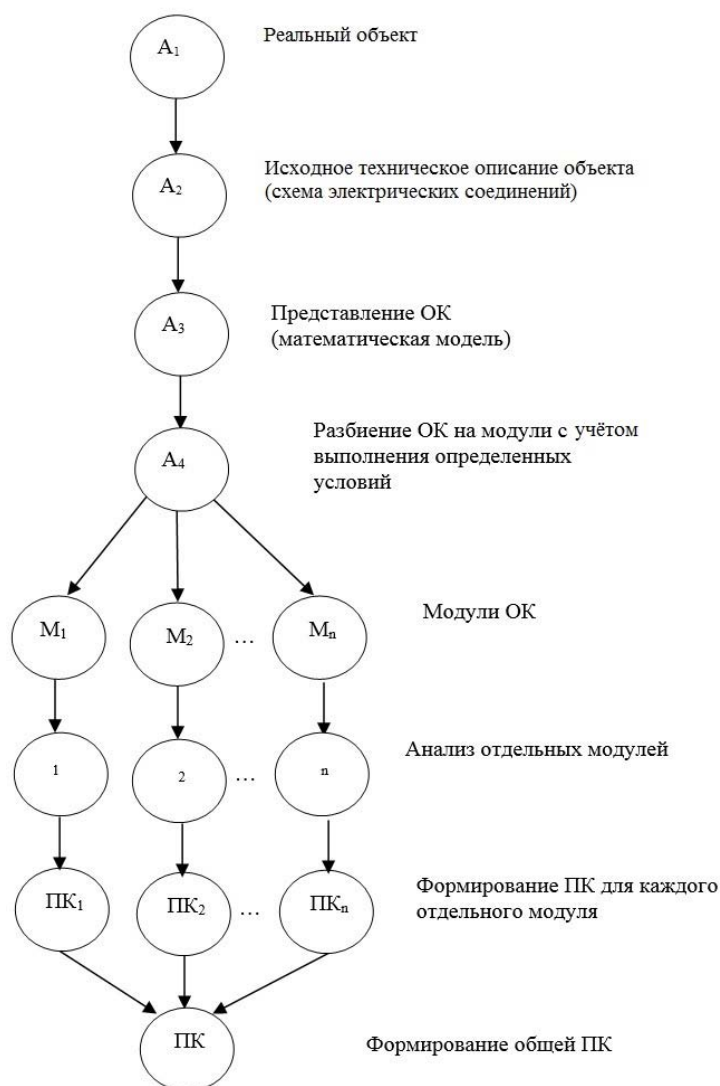 A1 Реальный объект
A2 Исходное техническое описание объекта
(схема электрических соединений)
A3 Представление ОК
(математическая модель)
A4 Разбиение ОК на модули с учётом
выполнения определенных
условий
M1 M2 … Mn Модули ОК
1 2 … n Анализ отдельных модулей
ПК1 ПК2 … ПКn Формирование ПК для каждого
отдельного модуля
ПК Формирование общей ПК